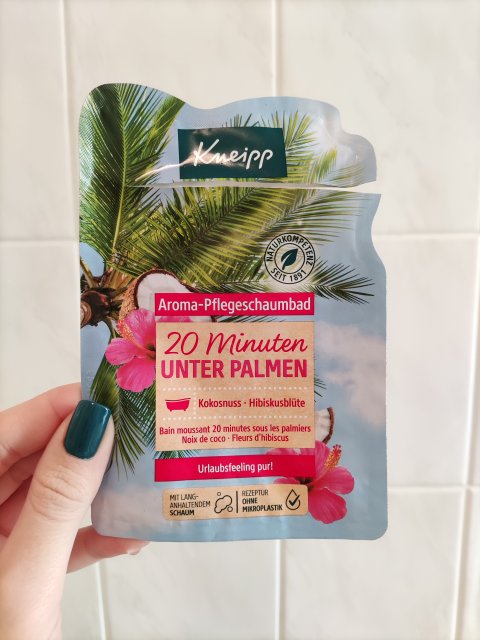 Kneipp
NATURKOMPETENZ
SEIT 1891
Aroma-Pflegeschaumbad
20 Minuten
UNTER PALMEN
Kokosnuss · Hibiskusblüte
Bain moussant 20 minutes sous les palmiers
Noix de coco · Fleurs d'hibiscus
Urlaubsfeeling pur!
MIT LANG-
ANHALTENDEM
SCHAUM
REZEPTUR
OHNE
MIKROPLASTIK